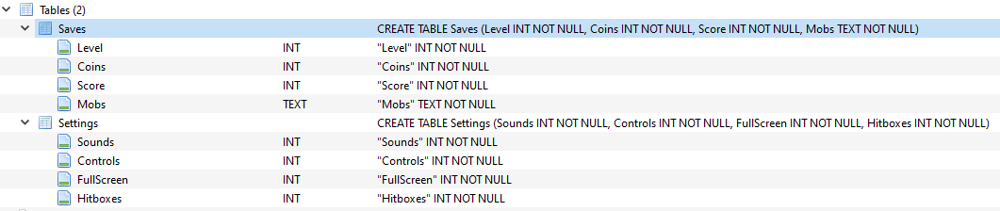 Tables (2)
Saves CREATE TABLE Saves (Level INT NOT NULL, Coins INT NOT NULL, Score INT NOT NULL, Mobs TEXT NOT NULL)
Level INT "Level" INT NOT NULL
Coins INT "Coins" INT NOT NULL
Score INT "Score" INT NOT NULL
Mobs TEXT "Mobs" TEXT NOT NULL
Settings CREATE TABLE Settings (Sounds INT NOT NULL, Controls INT NOT NULL, FullScreen INT NOT NULL, Hitboxes INT NOT NULL)
Sounds INT "Sounds" INT NOT NULL
Controls INT "Controls" INT NOT NULL
FullScreen INT "FullScreen" INT NOT NULL
Hitboxes INT "Hitboxes" INT NOT NULL